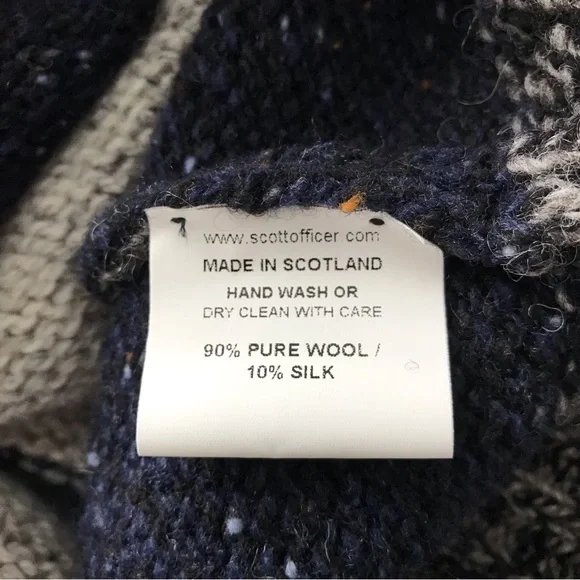 www.scottofficer.com
MADE IN SCOTLAND
HAND WASH OR
DRY CLEAN WITH CARE
90% PURE WOOL /
10% SILK